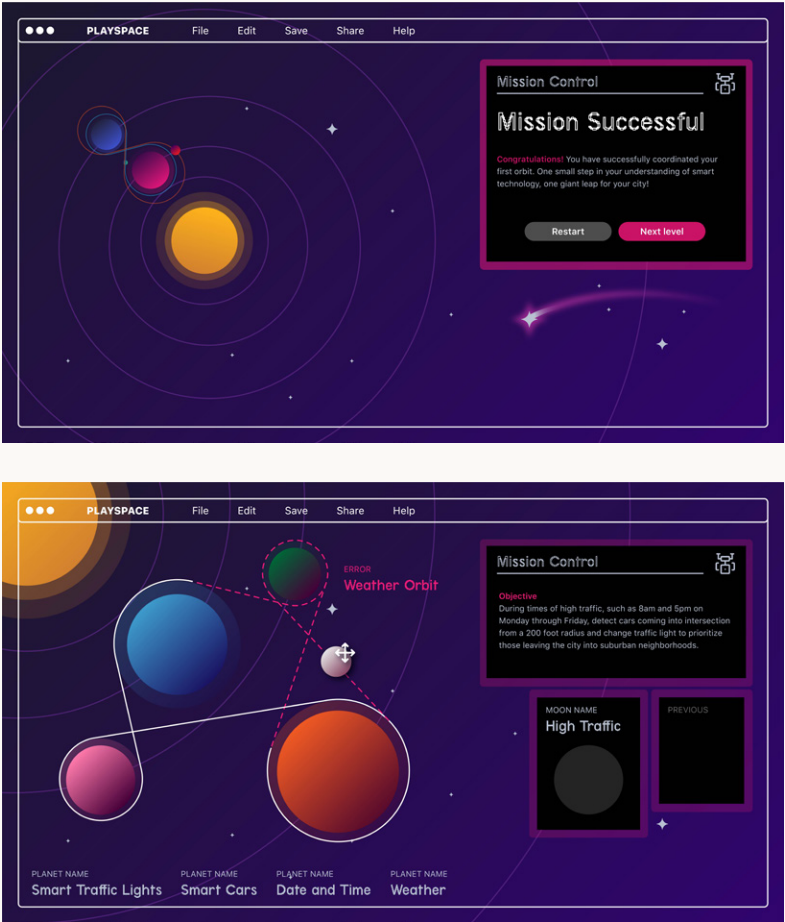 PLAYSPACE File Edit Save Share Help
Mission Control
Mission Successful
Congratulations! You have successfully coordinated your
first orbit. One small step in your understanding of smart
technology, one giant leap for your city!
Restart Next level
PLAYSPACE File Edit Save Share Help
ERROR
Weather Orbit
Mission Control
Objective
During times of high traffic, such as 8am and 5pm on
Monday through Friday, detect cars coming into intersection
from a 200 foot radius and change traffic light to prioritize
those leaving the city into suburban neighborhoods.
MOON NAME
High Traffic
PREVIOUS
PLANET NAME PLANET NAME PLANET NAME PLANET NAME
Smart Traffic Lights Smart Cars Date and Time Weather